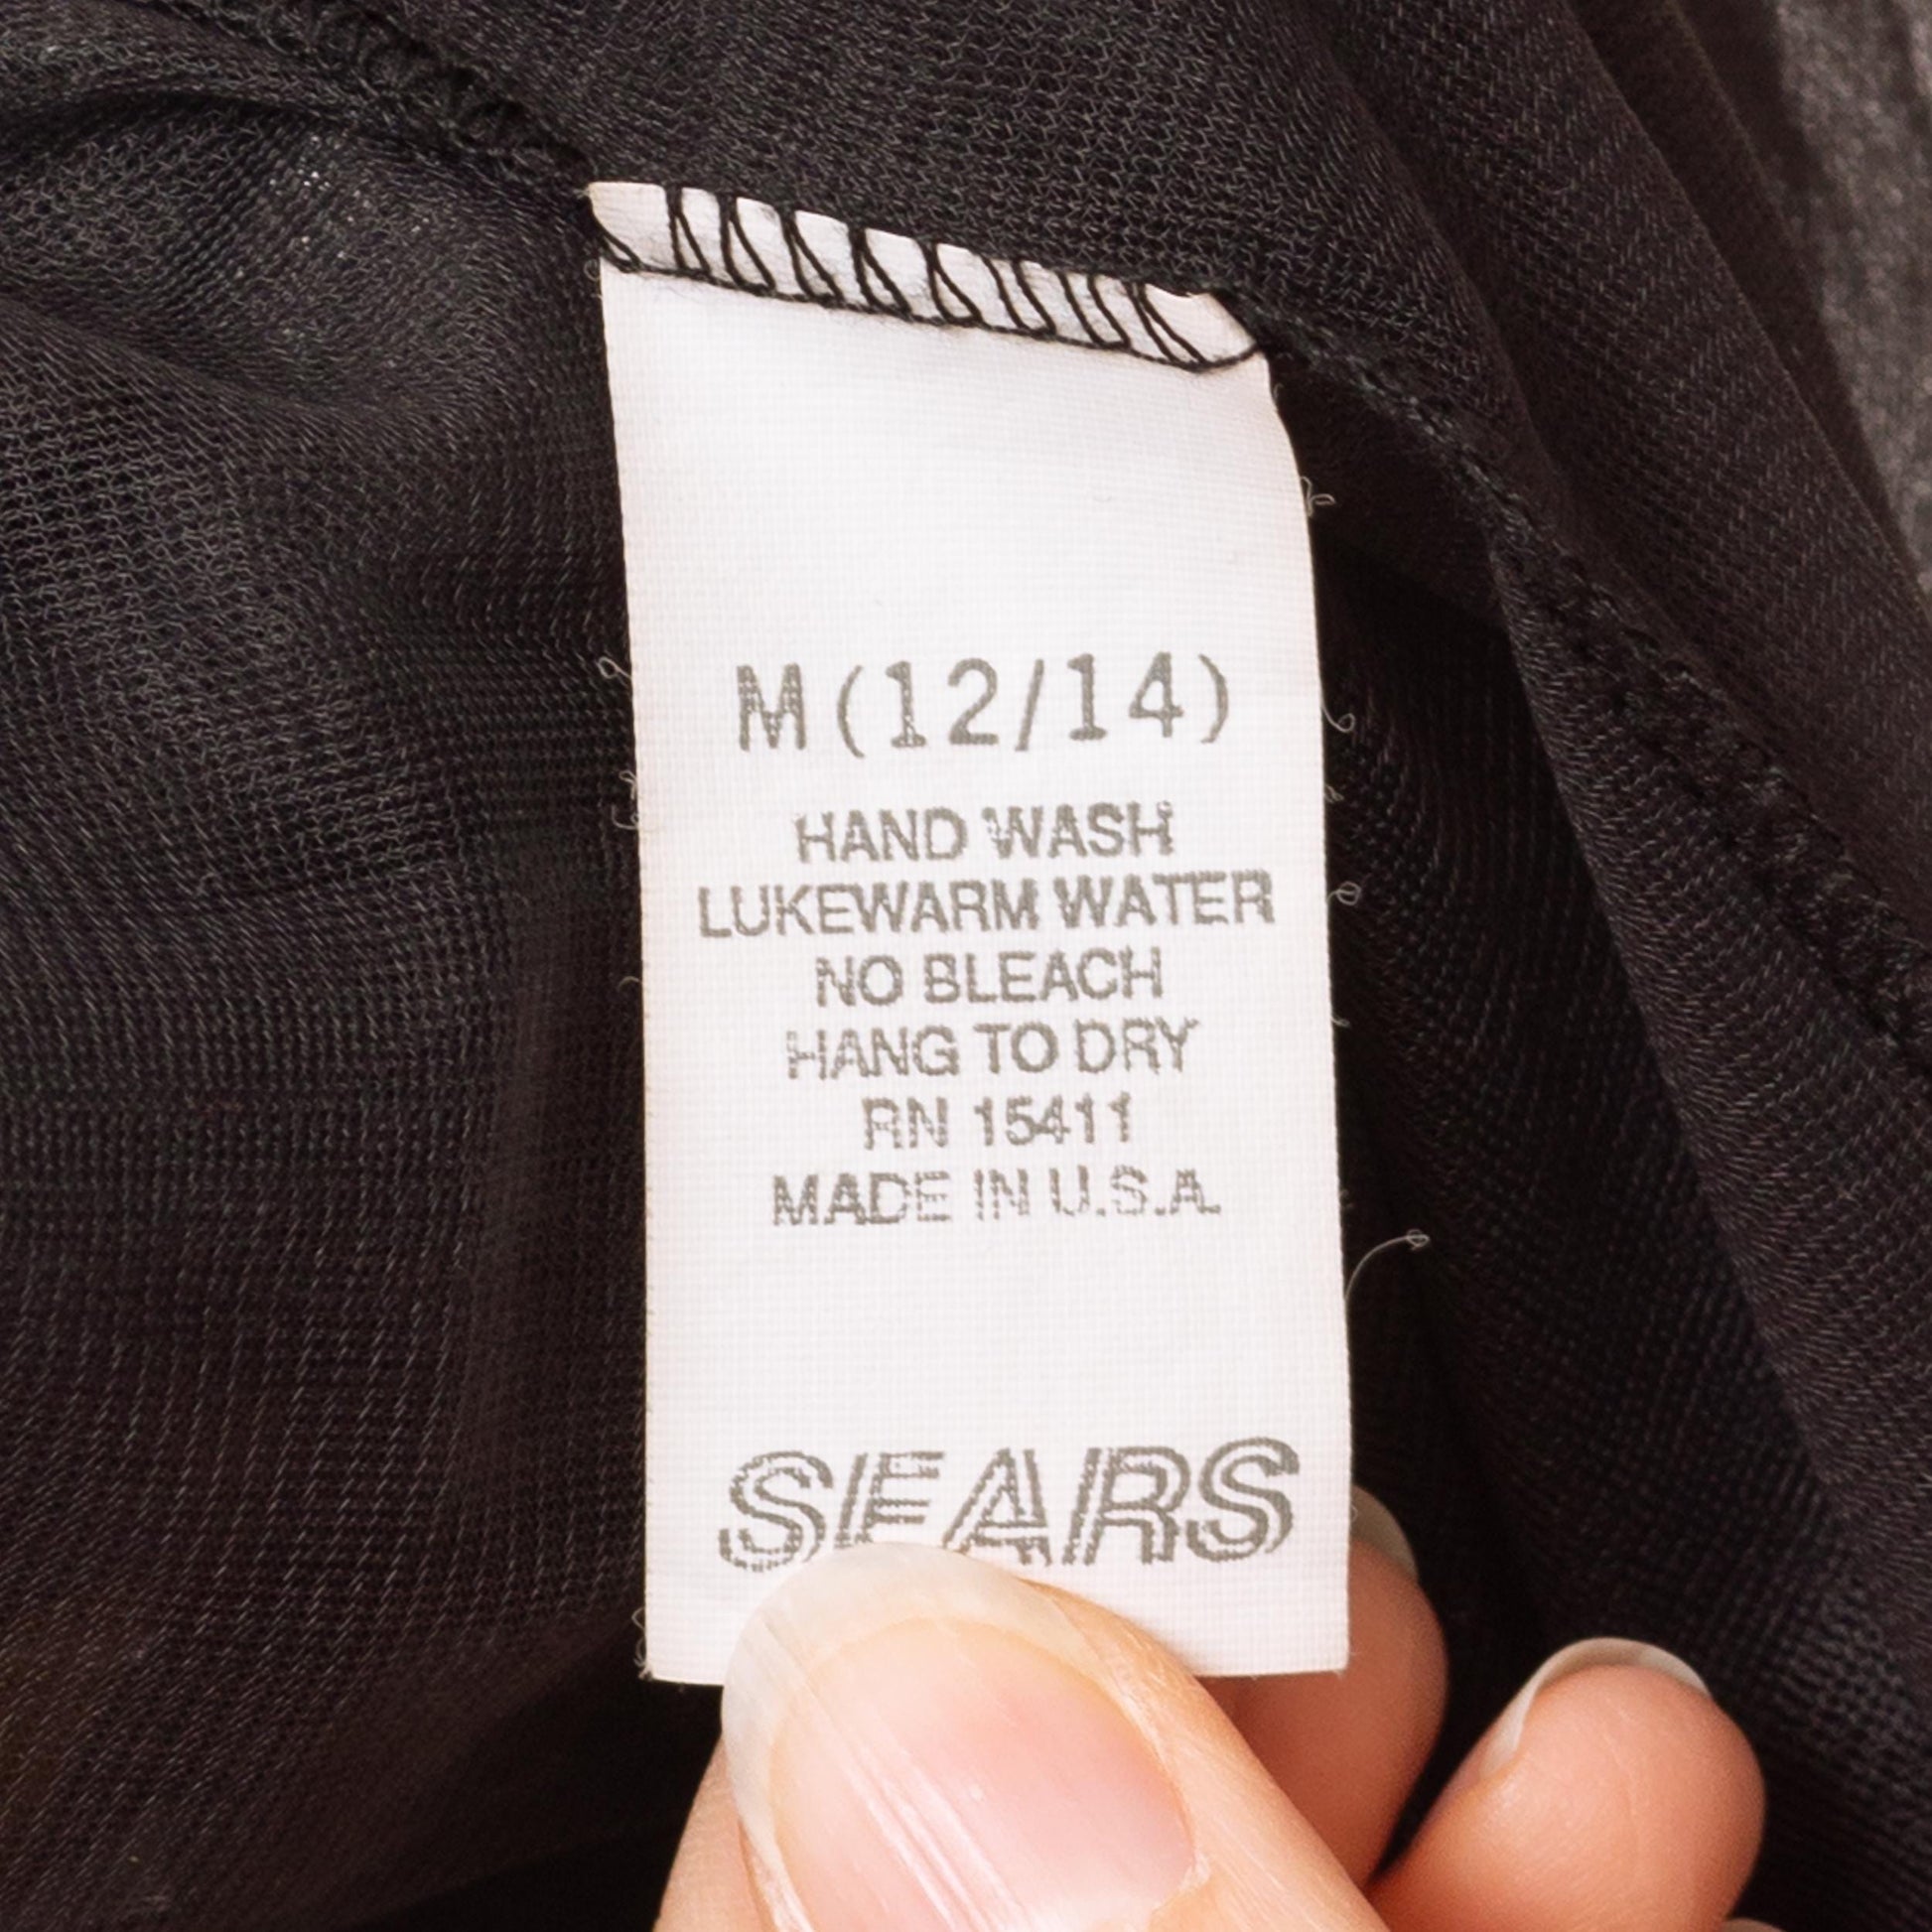 M(12/14)
HAND WASH
LUKEWARM WATER
NO BLEACH
HANG TO DRY
RN 15411
MADE IN U.S.A.
SEARS